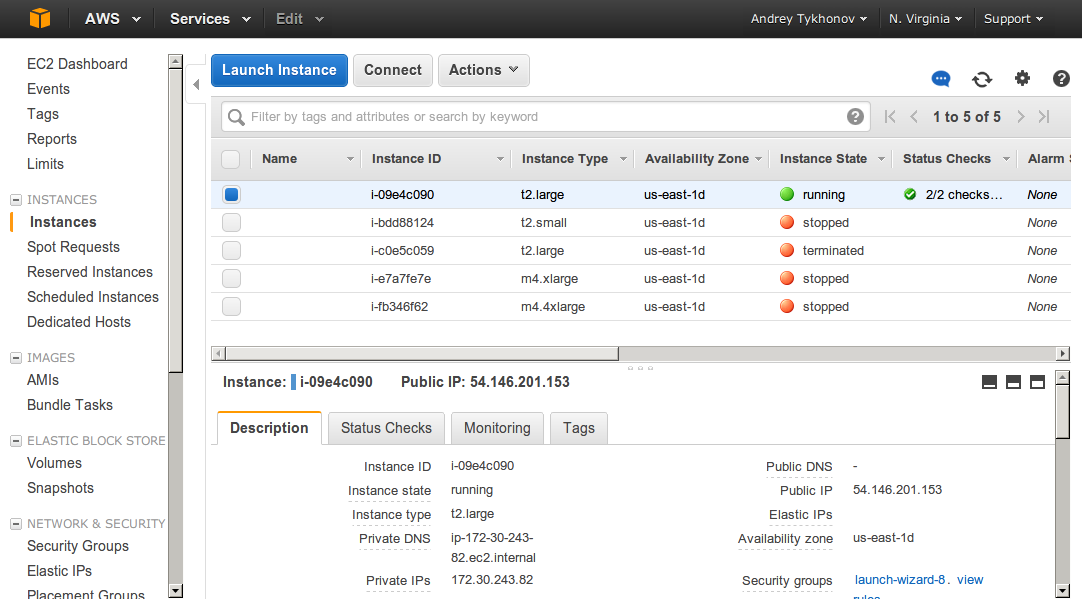 AWS Services Edit Andrey Tykhonov N. Virginia Support
EC2 Dashboard
Events
Tags
Reports
Limits
INSTANCES
Instances
Spot Requests
Reserved Instances
Scheduled Instances
Dedicated Hosts
IMAGES
AMIs
Bundle Tasks
ELASTIC BLOCK STORE
Volumes
Snapshots
NETWORK & SECURITY
Security Groups
Elastic IPs
Placement Groups
Launch Instance Connect Actions
Filter by tags and attributes or search by keyword 1 to 5 of 5
Name Instance ID Instance Type Availability Zone Instance State Status Checks Alarm S
i-09e4c090 t2.large us-east-1d running 2/2 checks… None
i-bdd88124 t2.small us-east-1d stopped None
i-c0e5c059 t2.large us-east-1d terminated None
i-e7a7fe7e m4.xlarge us-east-1d stopped None
i-fb346f62 m4.4xlarge us-east-1d stopped None
Instance: i-09e4c090 Public IP: 54.146.201.153
Description Status Checks Monitoring Tags
Instance ID i-09e4c090 Public DNS -
Instance state running Public IP 54.146.201.153
Instance type t2.large Elastic IPs
Private DNS ip-172-30-243- Availability zone us-east-1d
82.ec2.internal
Private IPs 172.30.243.82 Security groups launch-wizard-8. view
rules